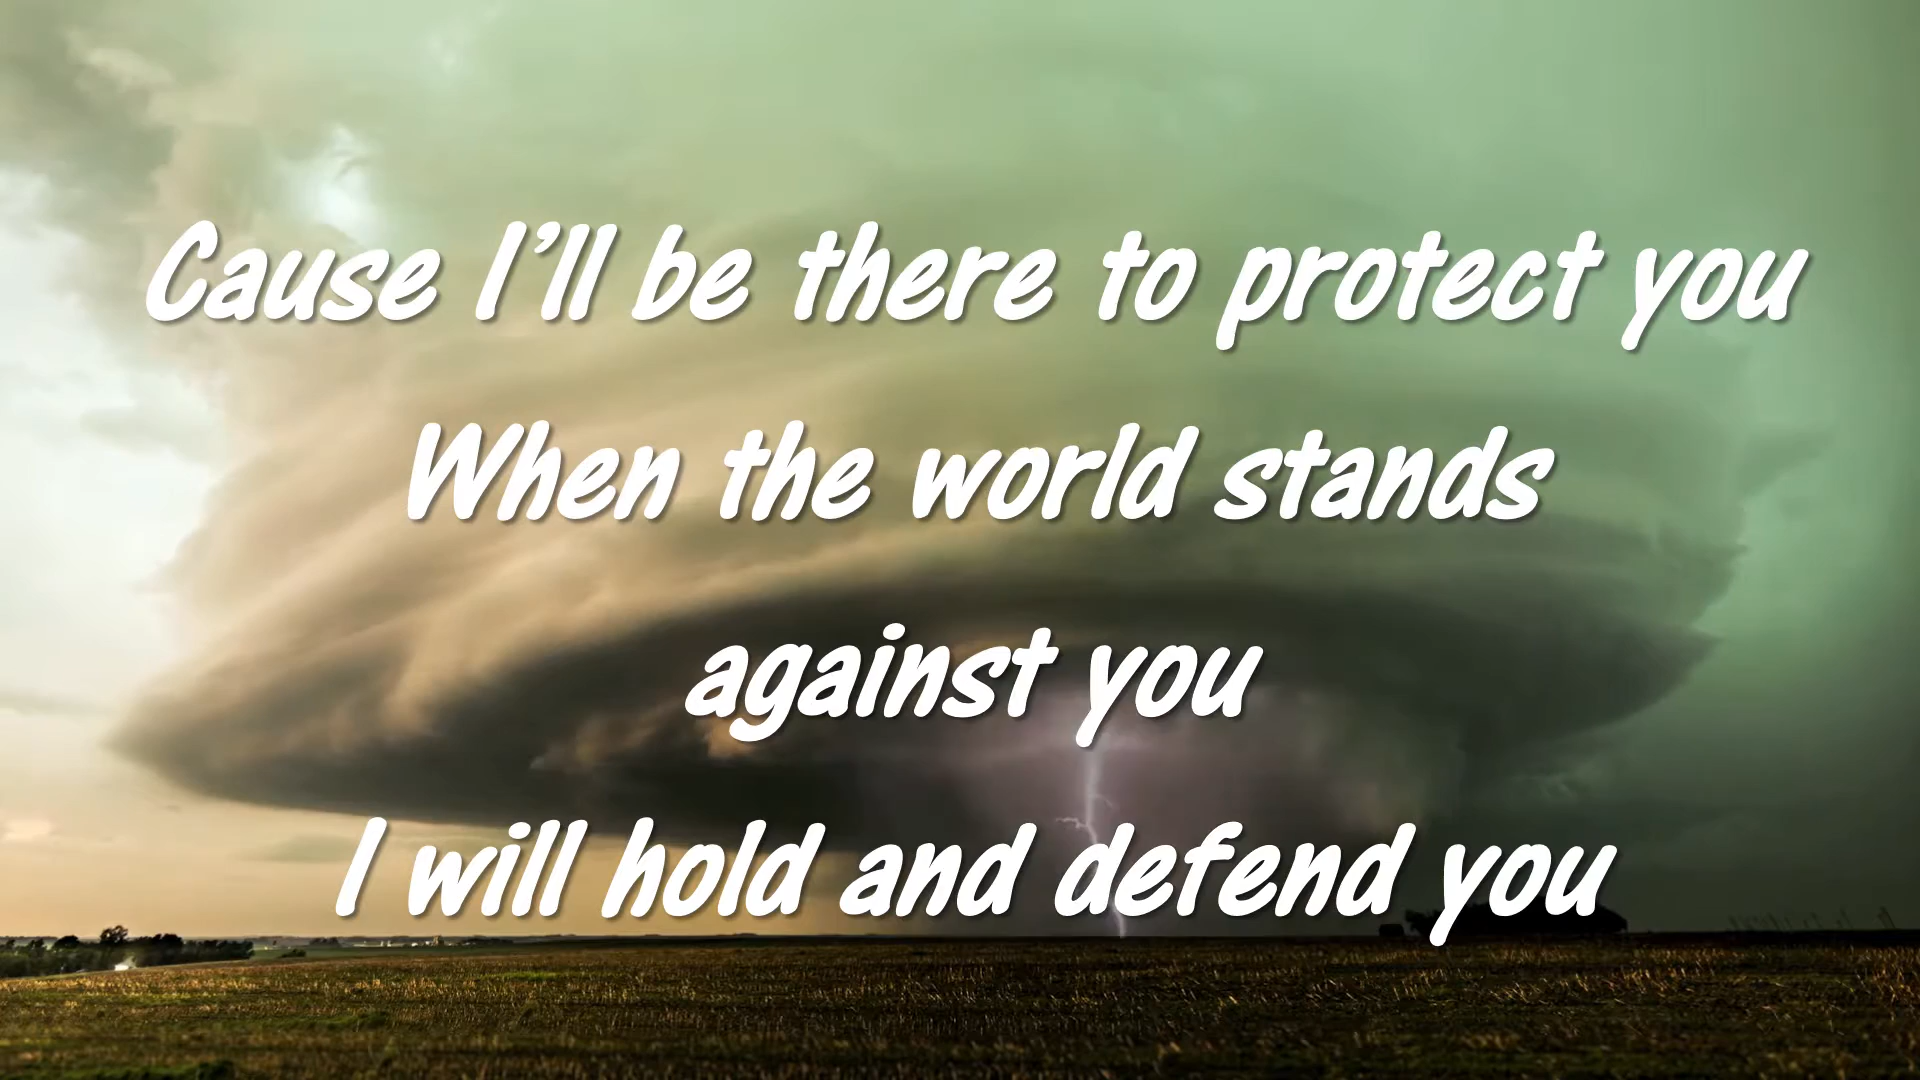 Cause I’ll be there to protect you
When the world stands
against you
I will hold and defend you